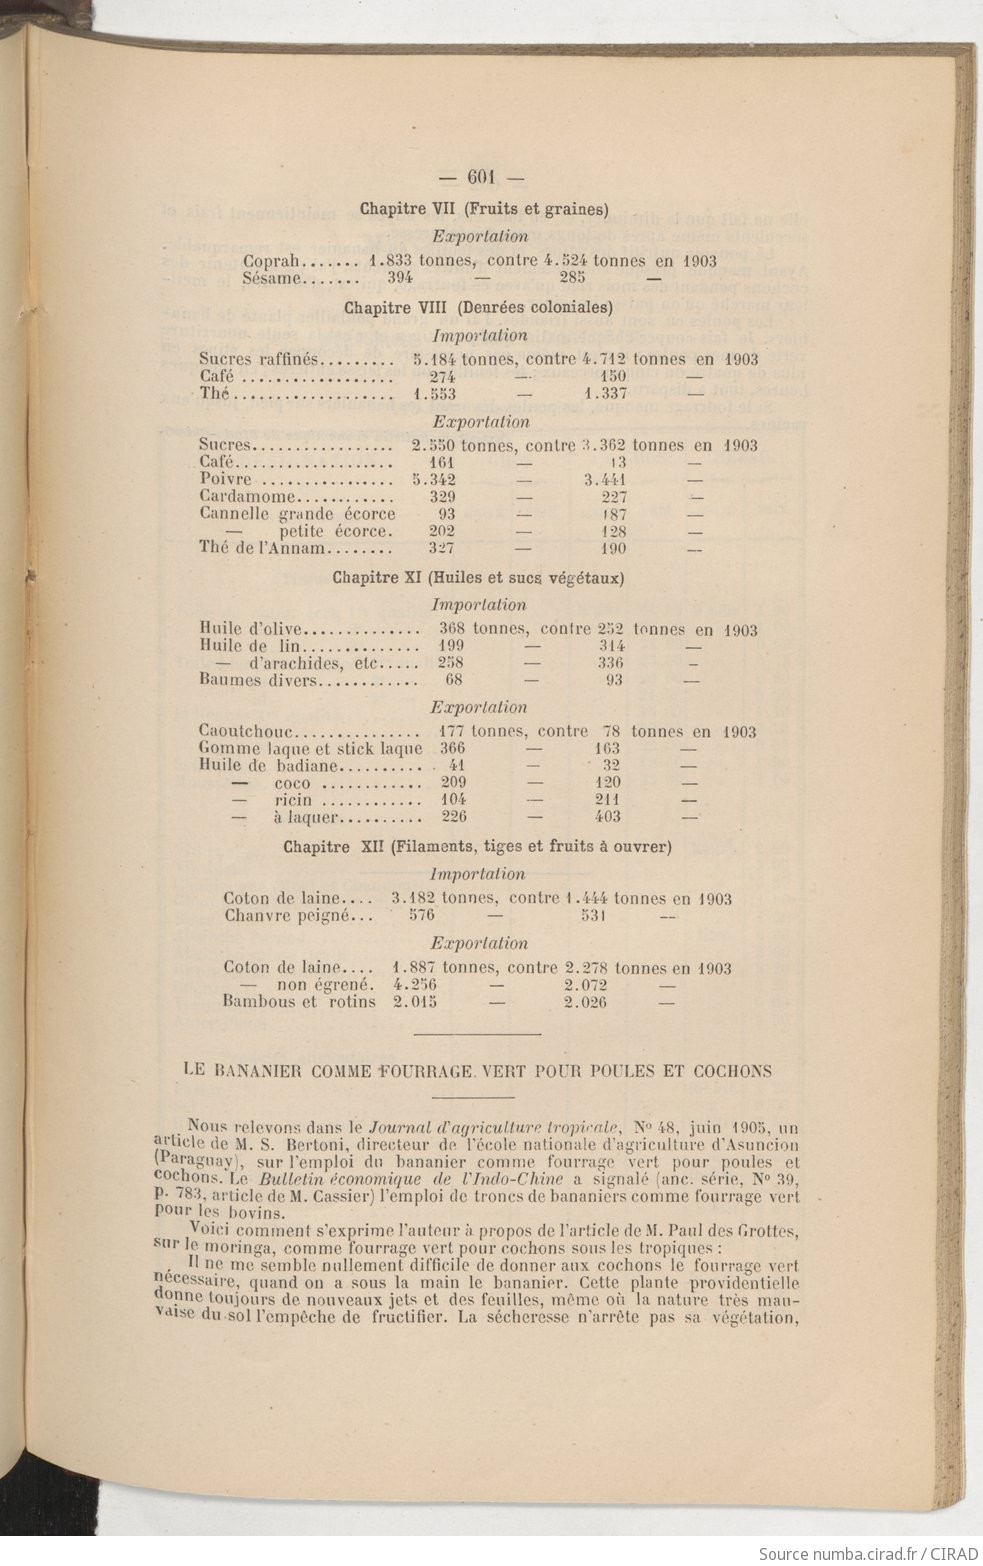 — 601 —
Chapitre VII (Fruits et graines)
Exportation
Coprah....... 1.833 tonnes, contre 4.524 tonnes en 1903
Sésame....... 394 — 285 —
Chapitre VIII (Denrées coloniales)
Importation
Sucres raffinés......... 5.184 tonnes, contre 4.712 tonnes en 1903
Café .................. 274 — 150 —
Thé................... 1.553 — 1.337 —
Exportation
Sucres................. 2.550 tonnes, contre 3.362 tonnes en 1903
Café................... 161 — 13 —
Poivre ................ 5.342 — 3.441 —
Cardamome............ 329 — 227 —
Cannelle grande écorce 93 — 187 —
— petite écorce. 202 — 128 —
Thé de l'Annam........ 327 — 190 —
Chapitre XI (Huiles et sucs végétaux)
Importation
Huile d'olive.............. 368 tonnes, contre 252 tonnes en 1903
Huile de lin.............. 199 — 314 —
— d'arachides, etc..... 258 — 336 —
Baumes divers............ 68 — 93 —
Exportation
Caoutchouc............... 177 tonnes, contre 78 tonnes en 1903
Gomme laque et stick laque 366 — 163 —
Huile de badiane.......... 41 — 32 —
— coco ............ 209 — 120 —
— ricin ............ 104 — 211 —
— à laquer.......... 226 — 403 —
Chapitre XII (Filaments, tiges et fruits à ouvrer)
Importation
Coton de laine.... 3.182 tonnes, contre 1.444 tonnes en 1903
Chanvre peigné... 576 — 531 —
Exportation
Coton de laine.... 1.887 tonnes, contre 2.278 tonnes en 1903
— non égrené. 4.256 — 2.072 —
Bambous et rotins 2.015 — 2.026 —
LE BANANIER COMME FOURRAGE VERT POUR POULES ET COCHONS
Nous relevons dans le Journal d'agriculture tropicale, No 48, juin 1905, un
article de M. S. Bertoni, directeur de l'école nationale d'agriculture d'Asuncion
(Paraguay), sur l'emploi du bananier comme fourrage vert pour poules et
cochons. Le Bulletin économique de l'Indo-Chine a signalé (anc. série, No 39,
p. 783, article de M. Cassier) l'emploi de troncs de bananiers comme fourrage vert
pour les bovins.
Voici comment s'exprime l'auteur à propos de l'article de M. Paul des Grottes,
sur le moringa, comme fourrage vert pour cochons sous les tropiques :
Il ne me semble nullement difficile de donner aux cochons le fourrage vert
nécessaire, quand on a sous la main le bananier. Cette plante providentielle
donne toujours de nouveaux jets et des feuilles, même où la nature très mau-
vaise du sol l'empêche de fructifier. La sécheresse n'arrête pas sa végétation,
Source numba.cirad.fr / CIRAD